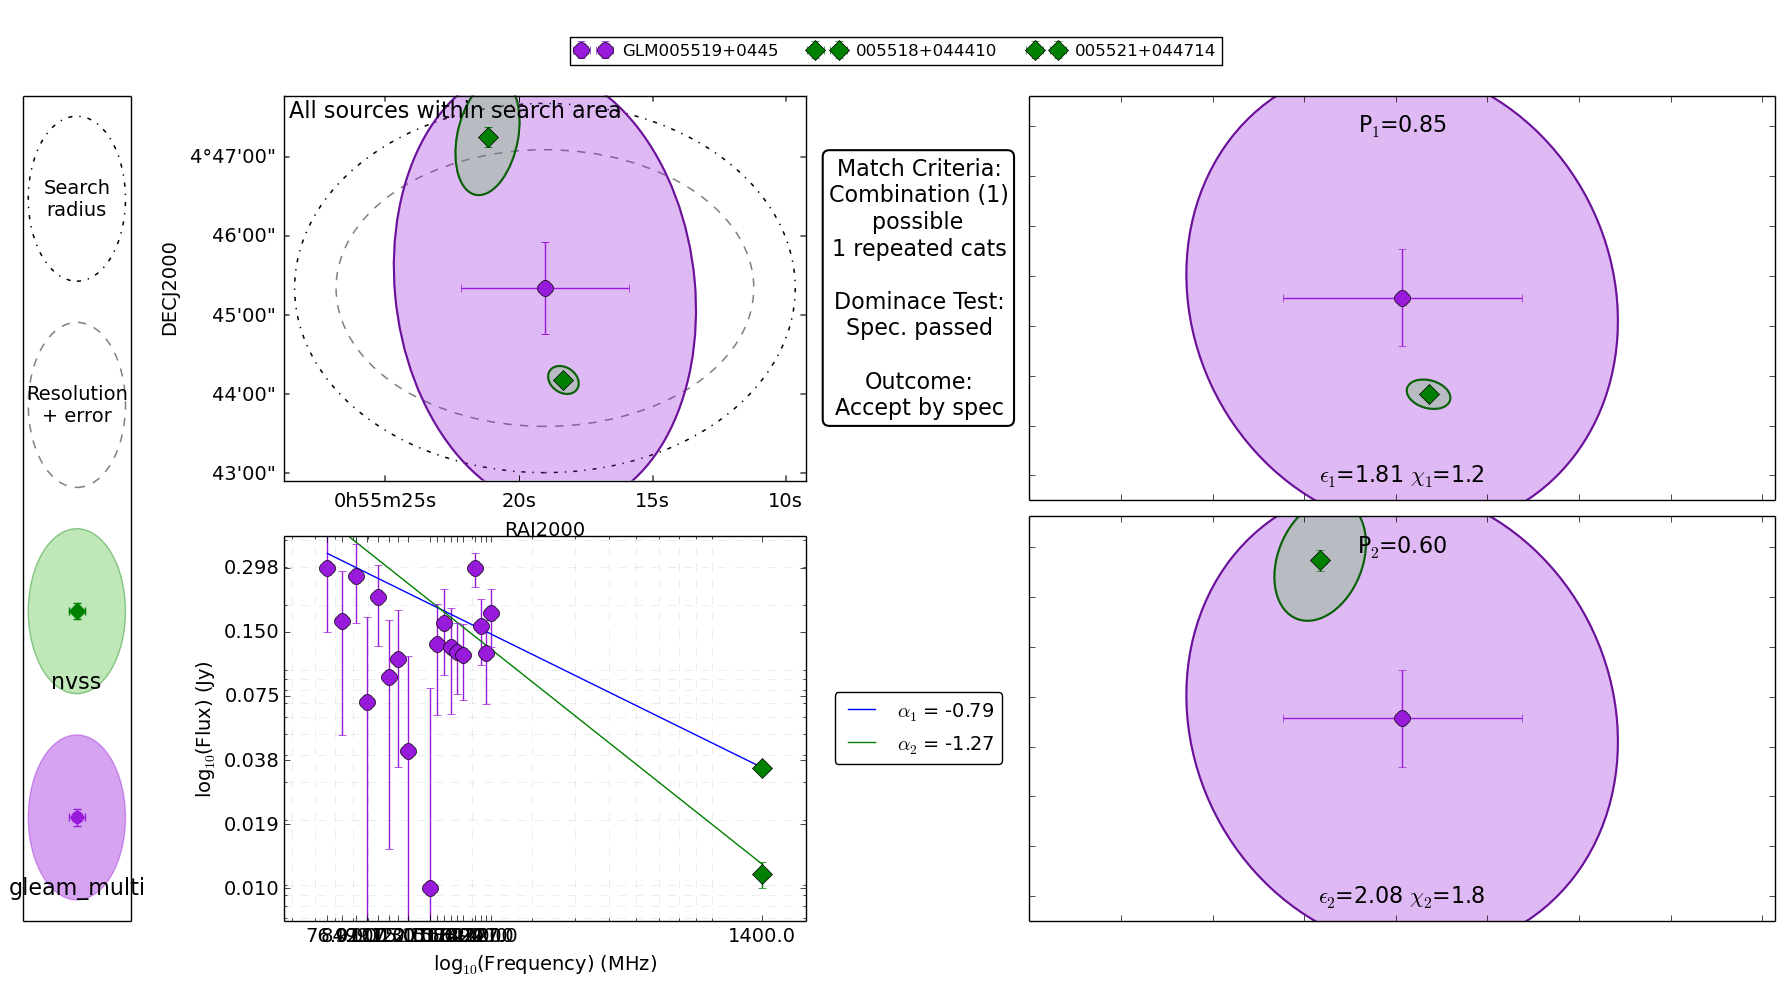 GLM005519+0445 005518+044410 005521+044714
Search
radius
Resolution
+ error
nvss
gleam_multi
All sources within search area
DECJ2000
4°47'00"
46'00"
45'00"
44'00"
43'00"
0h55m25s 20s 15s 10s
RAJ2000
Match Criteria:
Combination (1)
possible
1 repeated cats
Dominace Test:
Spec. passed
Outcome:
Accept by spec
P1=0.85
ϵ1=1.81 χ1=1.2
log10(Flux) (Jy)
0.298
0.150
0.075
0.038
0.019
0.010
1400.0
log10(Frequency) (MHz)
α1 = -0.79
α2 = -1.27
P2=0.60
ϵ2=2.08 χ2=1.8